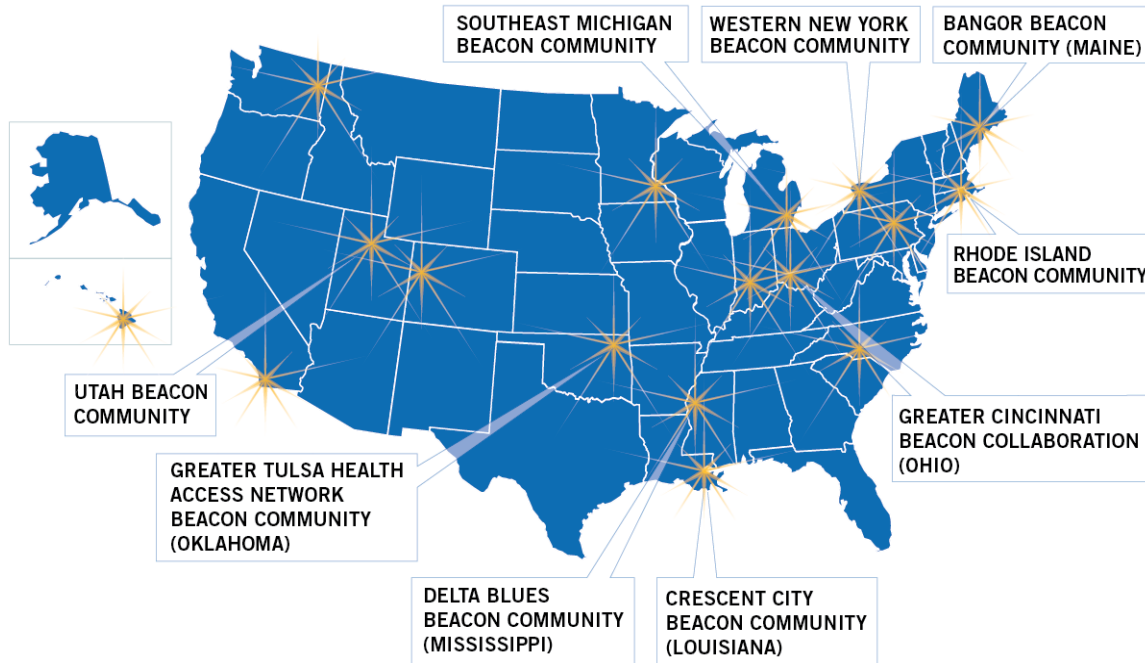 SOUTHEAST MICHIGAN
BEACON COMMUNITY
WESTERN NEW YORK
BEACON COMMUNITY
BANGOR BEACON
COMMUNITY (MAINE)
RHODE ISLAND
BEACON COMMUNITY
UTAH BEACON
COMMUNITY
GREATER CINCINNATI
BEACON COLLABORATION
(OHIO)
GREATER TULSA HEALTH
ACCESS NETWORK
BEACON COMMUNITY
(OKLAHOMA)
DELTA BLUES
BEACON COMMUNITY
(MISSISSIPPI)
CRESCENT CITY
BEACON COMMUNITY
(LOUISIANA)